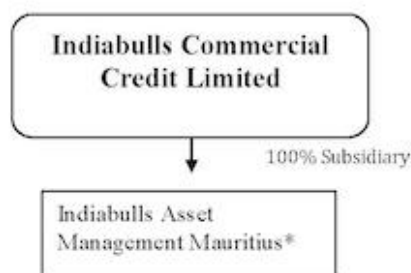 Indiabulls Commercial
Credit Limited
100% Subsidiary
Indiabulls Asset
Management Mauritius*